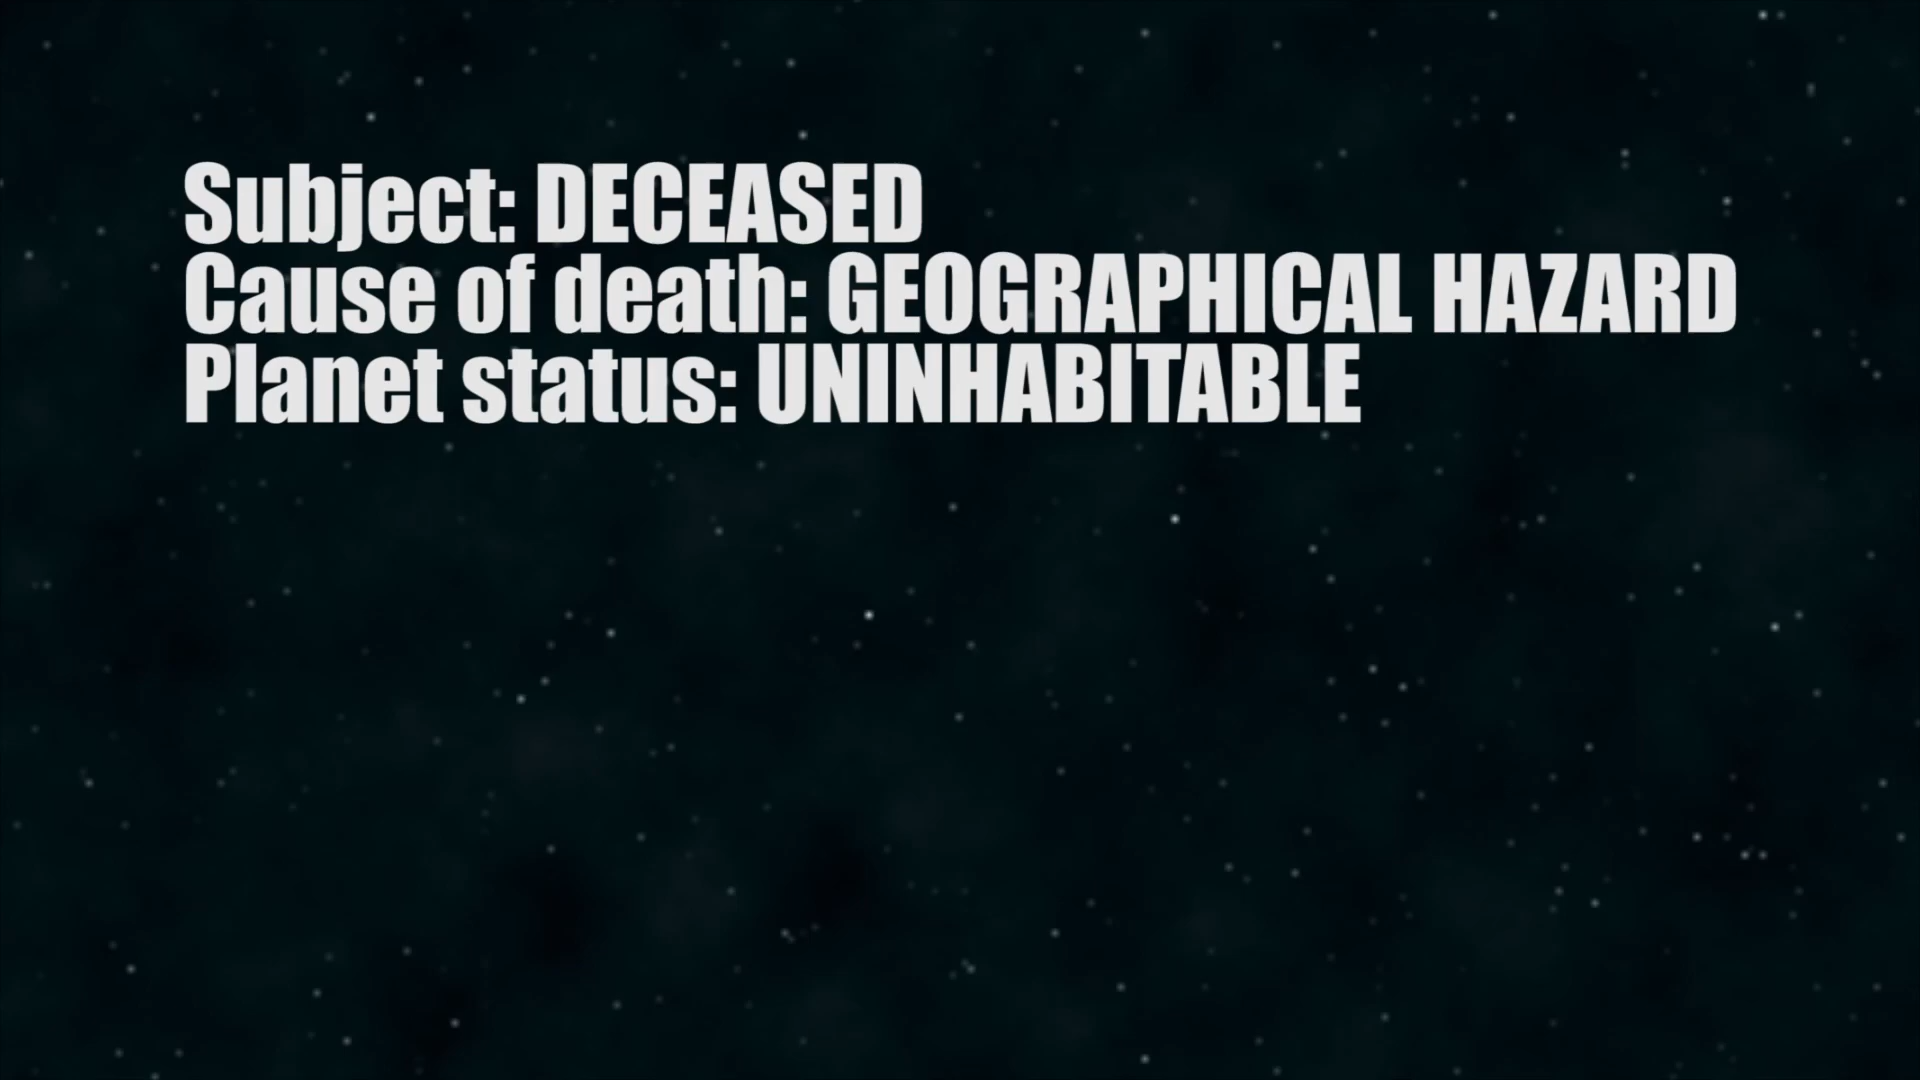 Subject: DECEASED
Cause of death: GEOGRAPHICAL HAZARD
Planet status: UNINHABITABLE